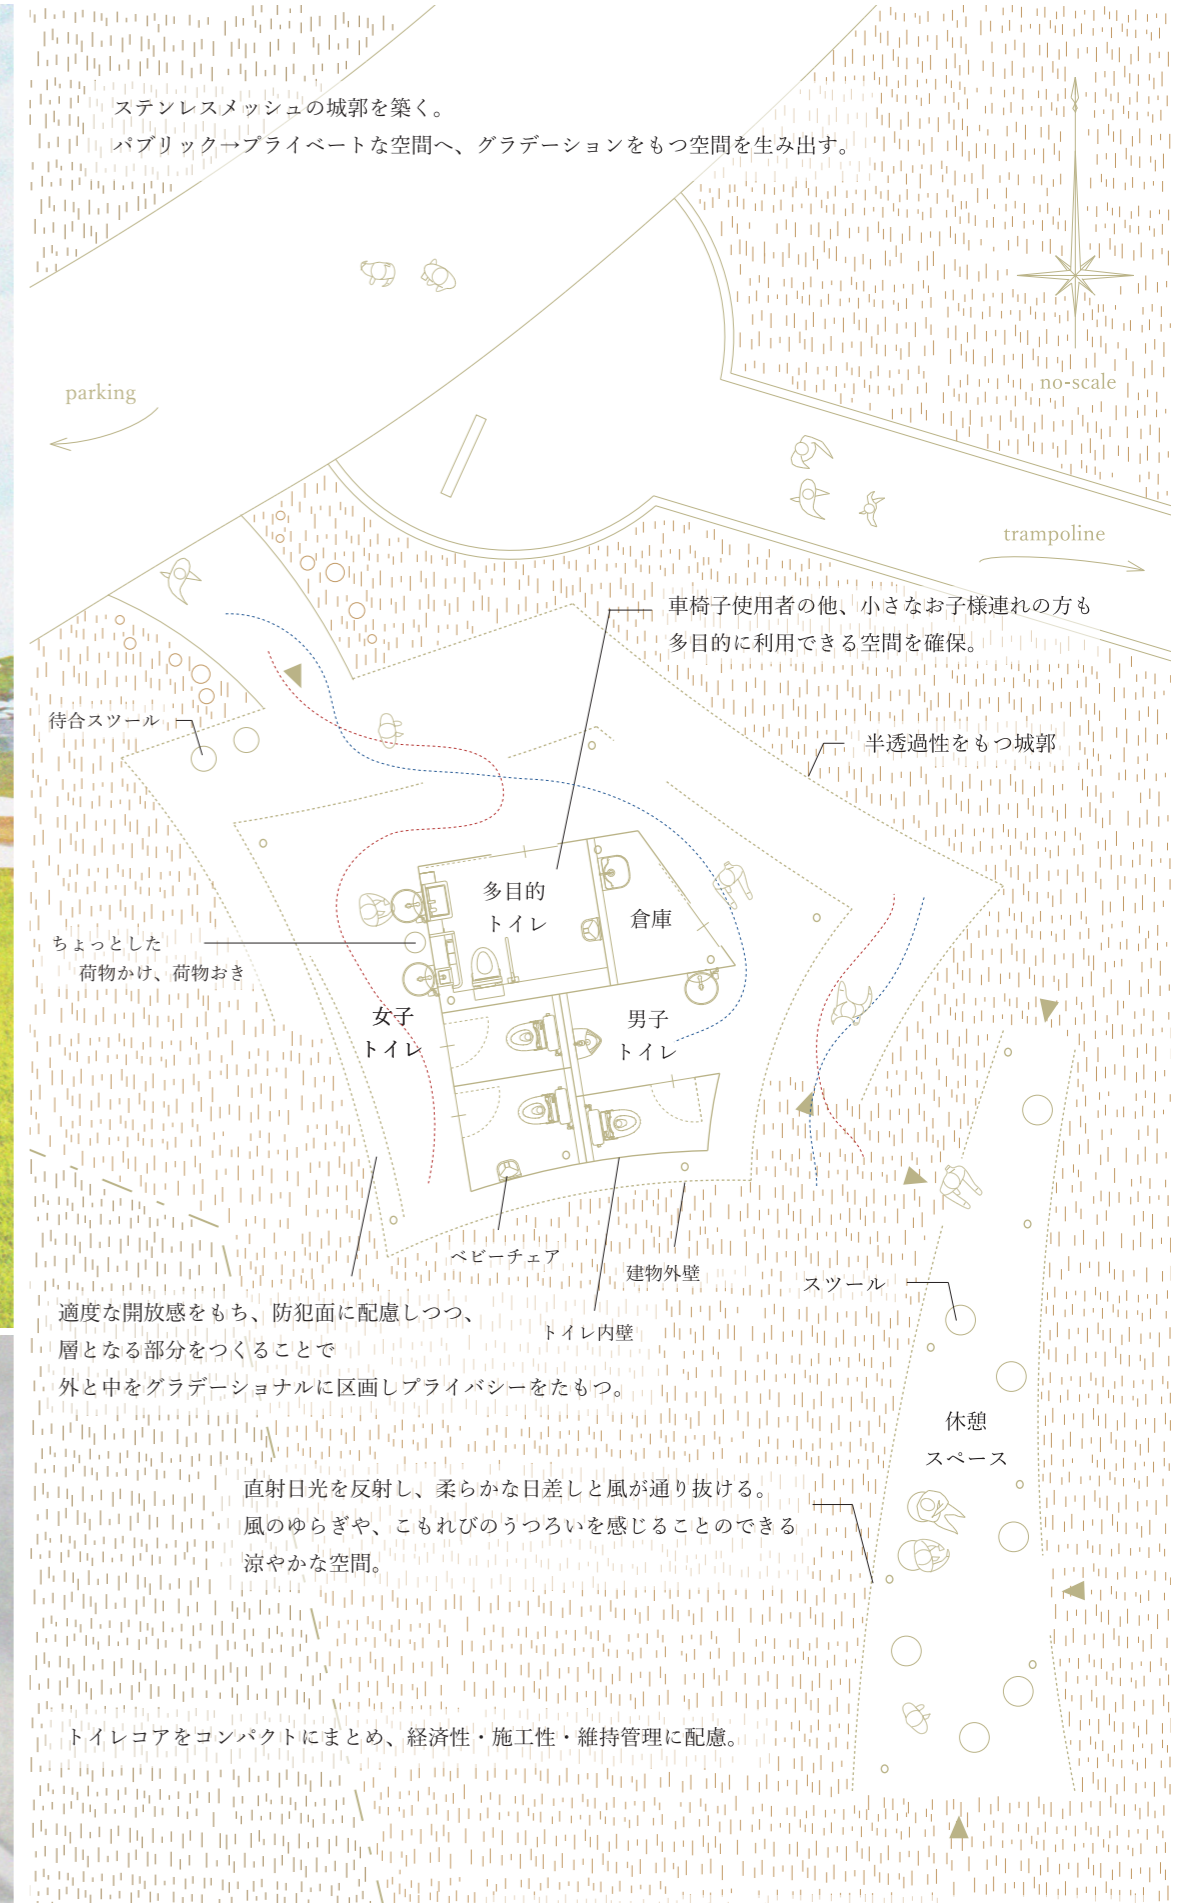 ステンレスメッシュの城郭を築く。
パブリック→プライベートな空間へ、グラデーションをもつ空間を生み出す。
no-scale
parking
trampoline
車椅子使用者の他、小さなお子様連れの方も
多目的に利用できる空間を確保。
待合スツール
半透過性をもつ城郭
多目的
トイレ
倉庫
ちょっとした
荷物かけ、荷物おき
女子
トイレ
男子
トイレ
ベビーチェア
建物外壁
トイレ内壁
スツール
適度な開放感をもち、防犯面に配慮しつつ、
層となる部分をつくることで
外と中をグラデーショナルに区画しプライバシーをたもつ。
休憩
スペース
直射日光を反射し、柔らかな日差しと風が通り抜ける。
風のゆらぎや、こもれびのうつろいを感じることのできる
涼やかな空間。
トイレコアをコンパクトにまとめ、経済性・施工性・維持管理に配慮。